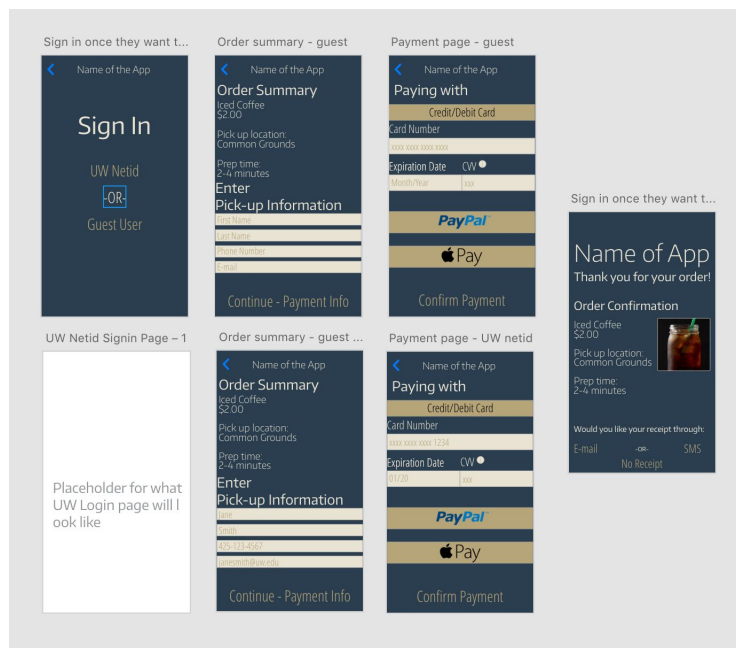 Sign in once they want t...
Name of the App
Sign In
UW Netid
-OR-
Guest User
Order summary - guest
Name of the App
Order Summary
Iced Coffee
$2.00
Pick up location:
Common Grounds
Prep time:
2-4 minutes
Enter
Pick-up Information
First Name
Last Name
Phone Number
E-mail
Continue - Payment Info
Payment page - guest
Name of the App
Paying with
Credit/Debit Card
Card Number
xxxx xxxx xxxx xxxx
Expiration Date CVV
Month/Year xxx
PayPal
Pay
Confirm Payment
UW Netid Signin Page – 1
Placeholder for what
UW Login page will l
ook like
Order summary - guest ...
Name of the App
Order Summary
Iced Coffee
$2.00
Pick up location:
Common Grounds
Prep time:
2-4 minutes
Enter
Pick-up Information
Jane
Smith
425-123-4567
janesmith@uw.edu
Continue - Payment Info
Payment page - UW netid
Name of the App
Paying with
Credit/Debit Card
Card Number
xxxx xxxx xxxx 1234
Expiration Date CVV
01/20 xxx
PayPal
Pay
Confirm Payment
Sign in once they want t...
Name of App
Thank you for your order!
Order Confirmation
Iced Coffee
$2.00
Pick up location:
Common Grounds
Prep time:
2-4 minutes
Would you like your receipt through:
E-mail -OR- SMS
No Receipt